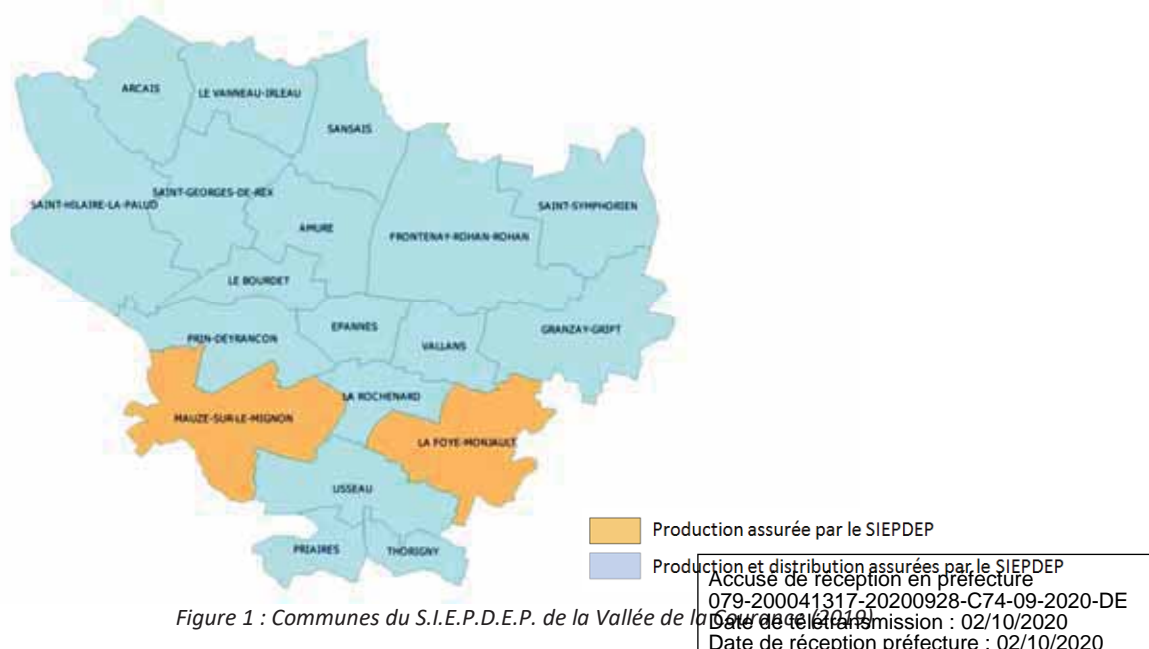 ARCAIS
LE VANNEAU-IRLEAU
SANSAIS
SAINT-GEORGES-DE-REX
SAINT-HILAIRE-LA-PALUD
SAINT-SYMPHORIEN
AMURE
FRONTENAY-ROHAN-ROHAN
LE BOURDET
EPANNES
GRANZAY-GRIPT
PRIN-DEYRANCON
VALLANS
LA ROCHENARD
MAUZE-SUR-LE-MIGNON
LA FOYE-MONJAULT
USSEAU
PRIAIRES
THORIGNY
Production assurée par le SIEPDEP
Production et distribution assurées par le SIEPDEP
Accusé de réception en préfecture
079-200041317-20200928-C74-09-2020-DE
Figure 1 : Communes du S.I.E.P.D.E.P. de la Vallée de la Courance (2019)
Date de télétransmission : 02/10/2020
Date de réception préfecture : 02/10/2020